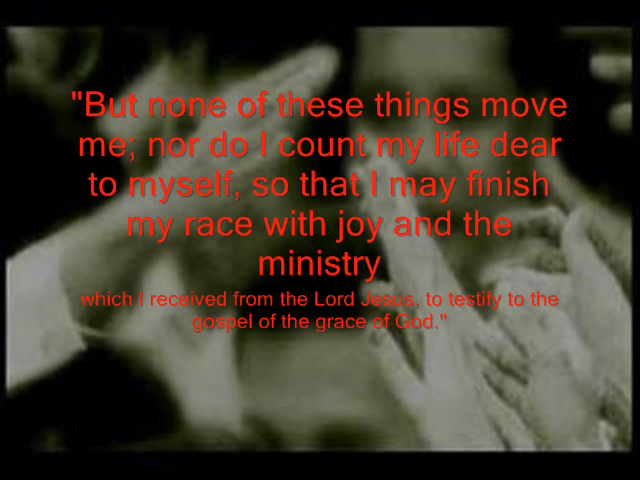 "But none of these things move
me; nor do I count my life dear
to myself, so that I may finish
my race with joy and the
ministry
which I received from the Lord Jesus, to testify to the
gospel of the grace of God."